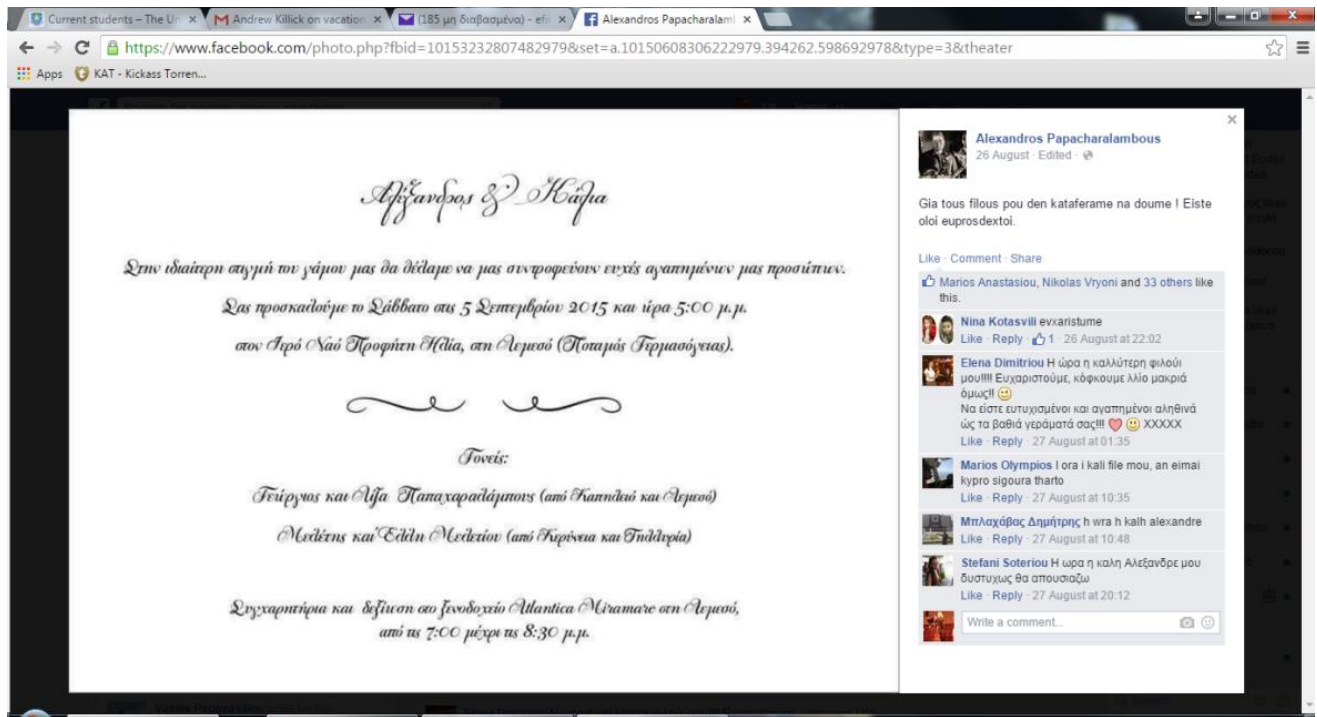 Current students – The Un
Andrew Killick on vacation
(185 μη διαβασμένα) - efi
Alexandros Papacharalaml
https://www.facebook.com/photo.php?fbid=10153232807482979&set=a.10150608306222979.394262.598692978&type=3&theater
Apps KAT - Kickass Torren...
Αλέξανδρος & Κάλια
Στην ιδιαίτερη στιγμή του γάμου μας θα θέλαμε να μας συντροφεύουν ευχές αγαπημένων μας προσώπων.
Σας προσκαλούμε το Σάββατο στις 5 Σεπτεμβρίου 2015 και ώρα 5:00 μ.μ.
στον Ιερό Ναό Προφήτη Ηλία, στη Λεμεσό (Ποταμός Γερμασόγειας).
Γονείς:
Γεώργιος και Λίζα Παπαχαραλάμπους (από Καπηλειό και Λεμεσό)
Μελέτης και Έλλη Μελετίου (από Κερύνεια και Τηλλυρία)
Συγχαρητήρια και δεξίωση στο ξενοδοχείο Atlantica Miramare στη Λεμεσό,
από τις 7:00 μέχρι τις 8:30 μ.μ.
Alexandros Papacharalambous
26 August · Edited ·
Gia tous filous pou den kataferame na doume ! Eiste
oloi euprosdextoi.
Like · Comment · Share
Marios Anastasiou, Nikolas Vryoni and 33 others like
this.
Nina Kotasvili evxaristume
Like · Reply · 1 · 26 August at 22:02
Elena Dimitriou Η ώρα η καλλύτερη φιλούι
μου!!!! Ευχαριστούμε, κόφκουμε λλίο μακριά
όμως!!
Να είστε ευτυχισμένοι και αγαπημένοι αληθινά
ώς τα βαθιά γεράματά σας!!! XXXXX
Like · Reply · 27 August at 01:35
Marios Olympios I ora i kali file mou, an eimai
kypro sigoura tharto
Like · Reply · 27 August at 10:35
Μπλαχάβας Δημήτρης h wra h kalh alexandre
Like · Reply · 27 August at 10:48
Stefani Soteriou Η ωρα η καλη Αλεξανδρε μου
δυστυχως θα απουσιαζω
Like · Reply · 27 August at 20:12
Write a comment...